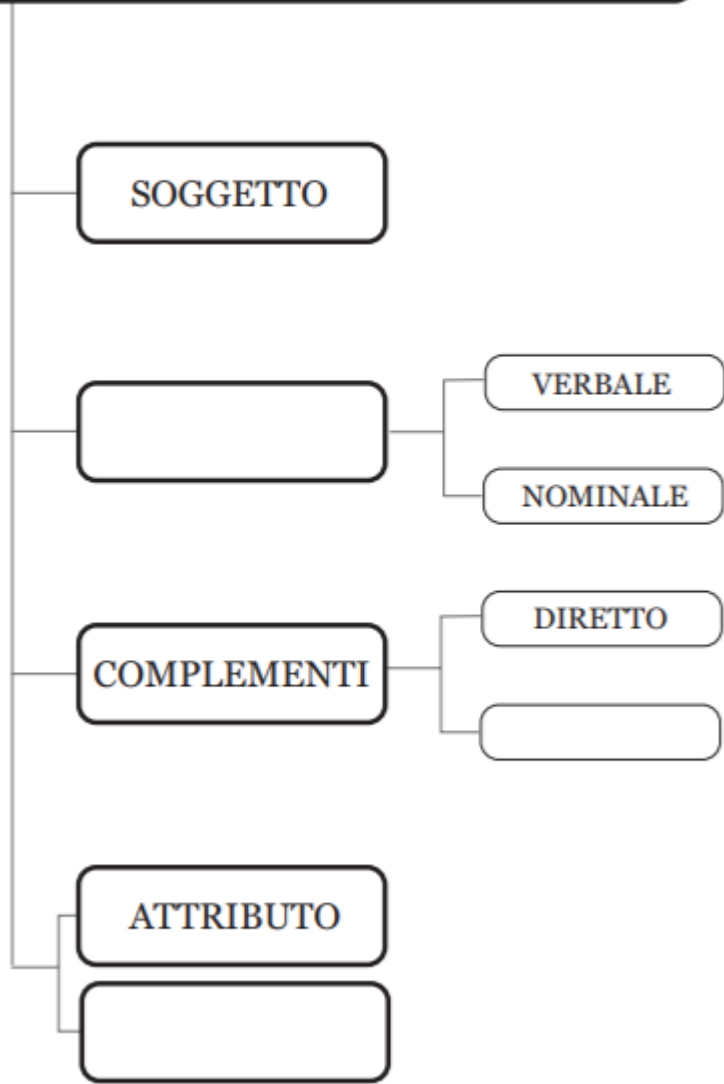 SOGGETTO
VERBALE
NOMINALE
COMPLEMENTI
DIRETTO
ATTRIBUTO